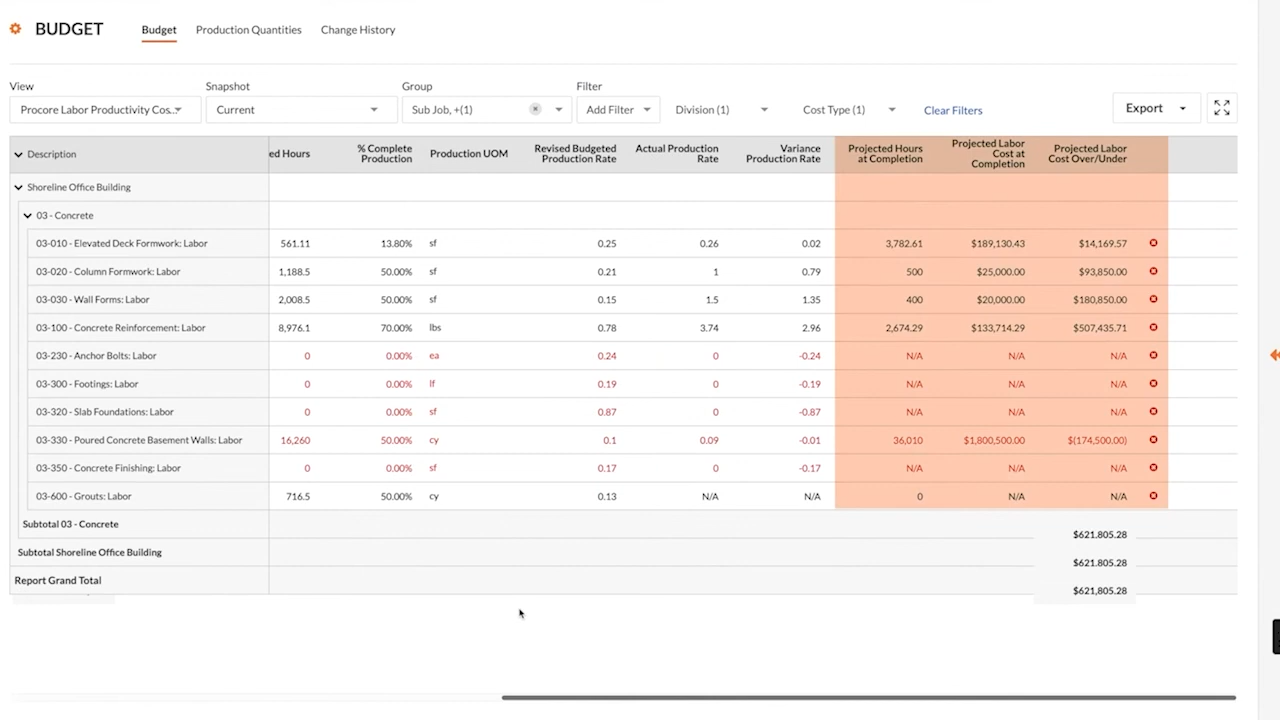 BUDGET Budget Production Quantities Change History
View Snapshot Group Filter
Procore Labor Productivity Cos.. Current Sub Job, +(1) Add Filter Division (1) Cost Type (1) Clear Filters Export
Description ed Hours % Complete Production Production UOM Revised Budgeted Production Rate Actual Production Rate Variance Production Rate Projected Hours at Completion Projected Labor Cost at Completion Projected Labor Cost Over/Under
Shoreline Office Building
03 - Concrete
03-010 - Elevated Deck Formwork: Labor 561.11 13.80% sf 0.25 0.26 0.02 3,782.61 $189,130.43 $14,169.57
03-020 - Column Formwork: Labor 1,188.5 50.00% sf 0.21 1 0.79 500 $25,000.00 $93,850.00
03-030 - Wall Forms: Labor 2,008.5 50.00% sf 0.15 1.5 1.35 400 $20,000.00 $180,850.00
03-100 - Concrete Reinforcement: Labor 8,976.1 70.00% lbs 0.78 3.74 2.96 2,674.29 $133,714.29 $507,435.71
03-230 - Anchor Bolts: Labor 0 0.00% ea 0.24 0 -0.24 N/A N/A N/A
03-300 - Footings: Labor 0 0.00% lf 0.19 0 -0.19 N/A N/A N/A
03-320 - Slab Foundations: Labor 0 0.00% sf 0.87 0 -0.87 N/A N/A N/A
03-330 - Poured Concrete Basement Walls: Labor 16,260 50.00% cy 0.1 0.09 -0.01 36,010 $1,800,500.00 $(174,500.00)
03-350 - Concrete Finishing: Labor 0 0.00% sf 0.17 0 -0.17 N/A N/A N/A
03-600 - Grouts: Labor 716.5 50.00% cy 0.13 N/A N/A 0 N/A N/A
Subtotal 03 - Concrete $621.805.28
Subtotal Shoreline Office Building $621.805.28
Report Grand Total $621,805.28